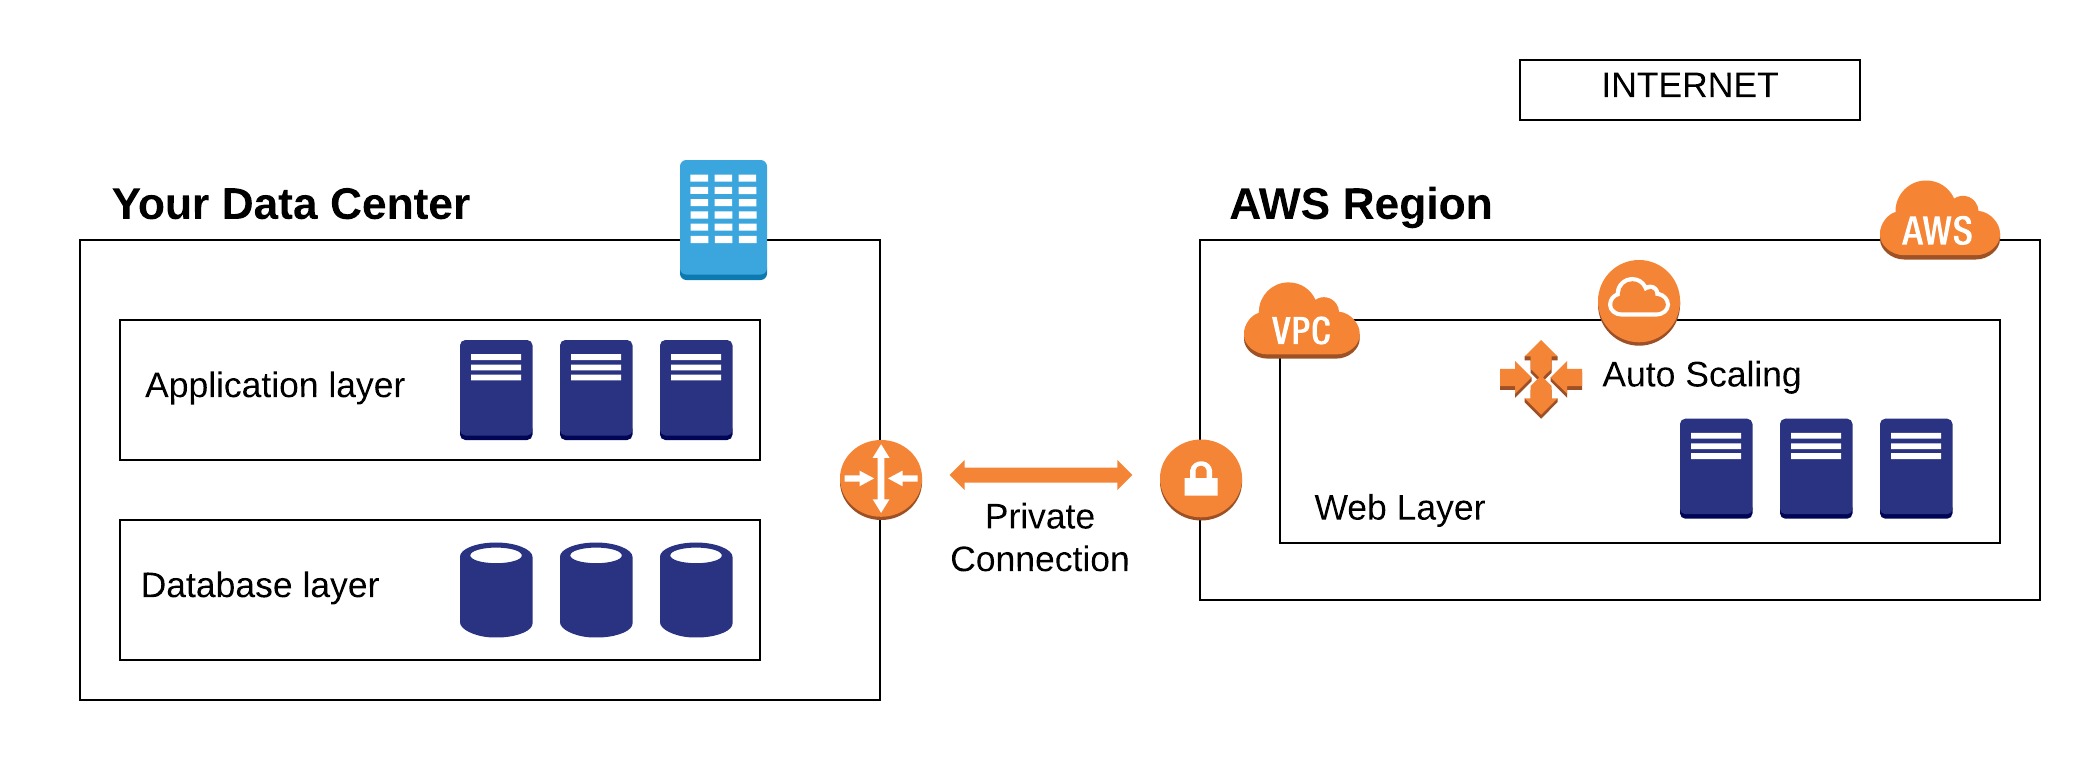 INTERNET
Your Data Center
AWS Region
AWS
VPC
Application layer
Auto Scaling
Private
Connection
Web Layer
Database layer